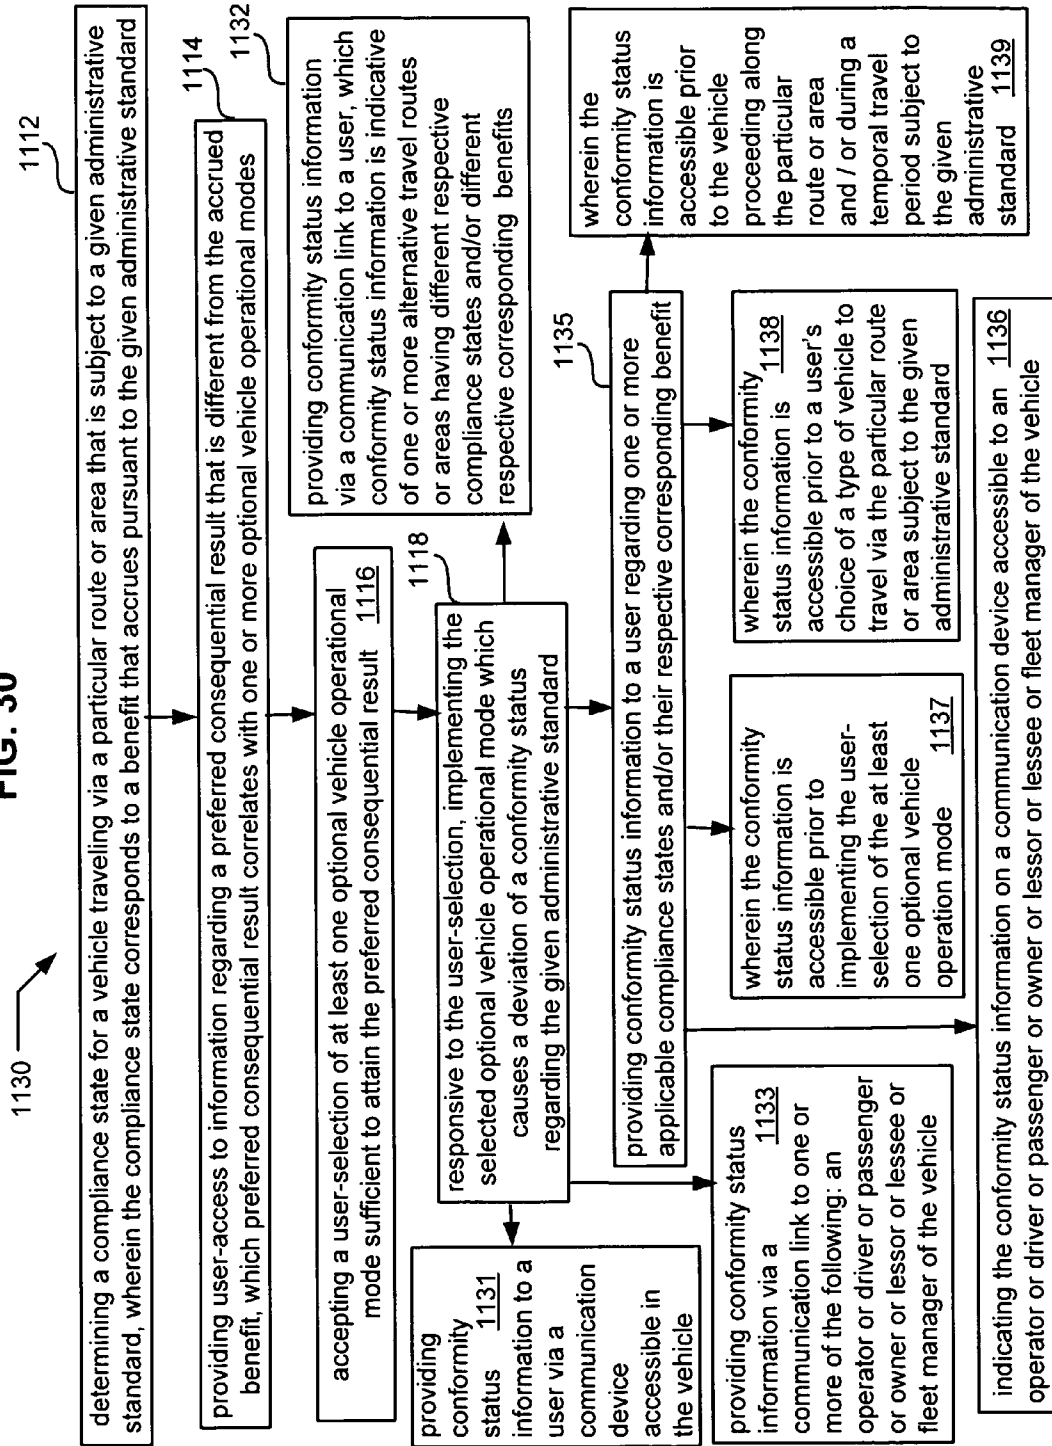 FIG. 30
1130
1112
determining a compliance state for a vehicle traveling via a particular route or area that is subject to a given administrative
standard, wherein the compliance state corresponds to a benefit that accrues pursuant to the given administrative standard
1114
providing user-access to information regarding a preferred consequential result that is different from the accrued
benefit, which preferred consequential result correlates with one or more optional vehicle operational modes
accepting a user-selection of at least one optional vehicle operational
mode sufficient to attain the preferred consequential result 1116
1132
providing conformity status information
via a communication link to a user, which
conformity status information is indicative
of one or more alternative travel routes
or areas having different respective
compliance states and/or different
respective corresponding benefits
1118
responsive to the user-selection, implementing the
selected optional vehicle operational mode which
causes a deviation of a conformity status
regarding the given administrative standard
providing
conformity
status 1131
information to a
user via a
communication
device
accessible in
the vehicle
1135
providing conformity status information to a user regarding one or more
applicable compliance states and/or their respective corresponding benefit
providing conformity status
information via a 1133
communication link to one or
more of the following: an
operator or driver or passenger
or owner or lessor or lessee or
fleet manager of the vehicle
wherein the conformity
status information is
accessible prior to
implementing the user-
selection of the at least
one optional vehicle
operation mode 1137
wherein the conformity
status information is 1138
accessible prior to a user's
choice of a type of vehicle to
travel via the particular route
or area subject to the given
administrative standard
wherein the
conformity status
information is
accessible prior
to the vehicle
proceeding along
the particular
route or area
and / or during a
temporal travel
period subject to
the given
administrative
standard 1139
indicating the conformity status information on a communication device accessible to an 1136
operator or driver or passenger or owner or lessor or lessee or fleet manager of the vehicle